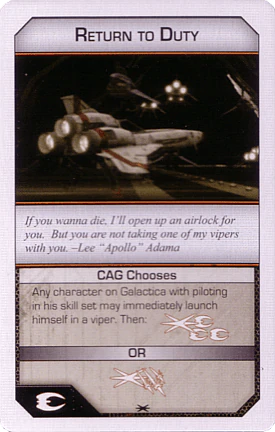 Return to Duty
If you wanna die, I'll open up an airlock for
you. But you are not taking one of my vipers
with you. –Lee "Apollo" Adama
CAG Chooses
Any character on Galactica with piloting
in his skill set may immediately launch
himself in a viper. Then:
OR